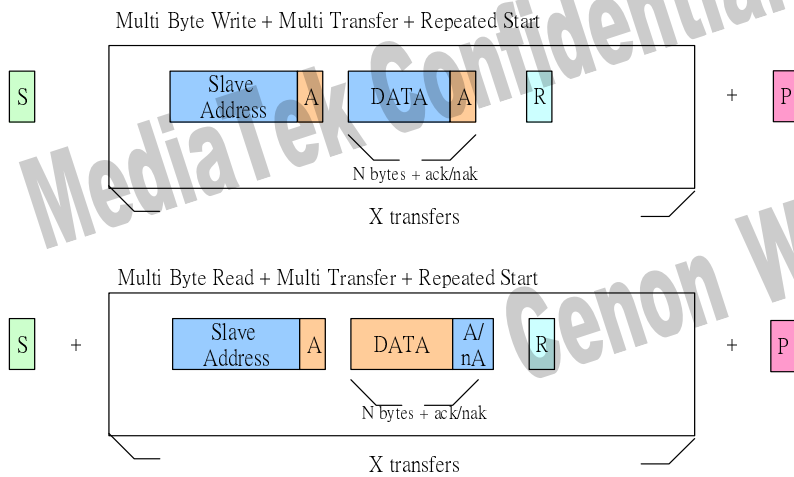 Multi Byte Write + Multi Transfer + Repeated Start
S
Slave
Address
A
DATA
A
R
+
P
N bytes + ack/nak
X transfers
Multi Byte Read + Multi Transfer + Repeated Start
S
+
Slave
Address
A
DATA
A/
nA
R
+
P
N bytes + ack/nak
X transfers
MediaTek Confidential
Cenon W